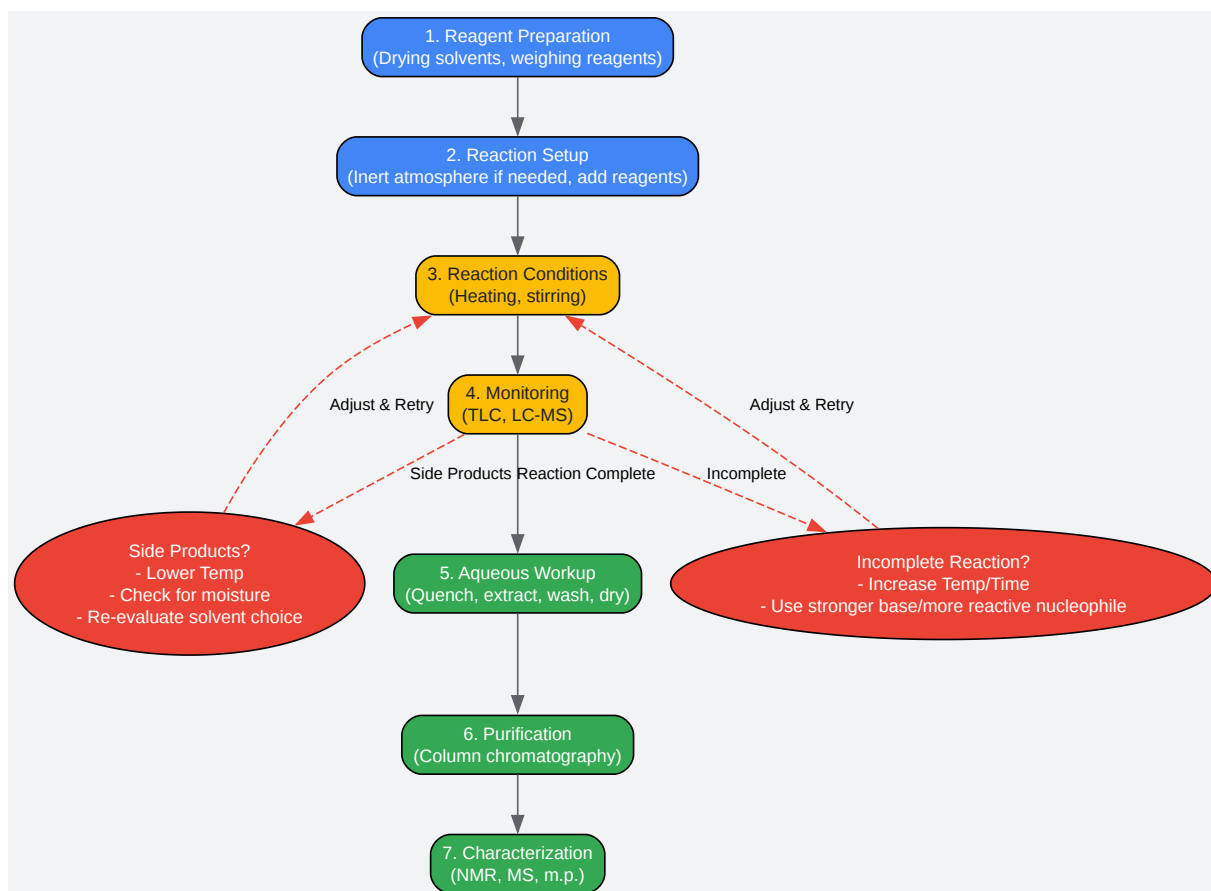 1. Reagent Preparation
(Drying solvents, weighing reagents)
2. Reaction Setup
(Inert atmosphere if needed, add reagents)
3. Reaction Conditions
(Heating, stirring)
4. Monitoring
(TLC, LC-MS)
Adjust & Retry
Adjust & Retry
Side Products
Reaction Complete
Incomplete
Side Products?
- Lower Temp
- Check for moisture
- Re-evaluate solvent choice
5. Aqueous Workup
(Quench, extract, wash, dry)
Incomplete Reaction?
- Increase Temp/Time
- Use stronger base/more reactive nucleophile
6. Purification
(Column chromatography)
7. Characterization
(NMR, MS, m.p.)